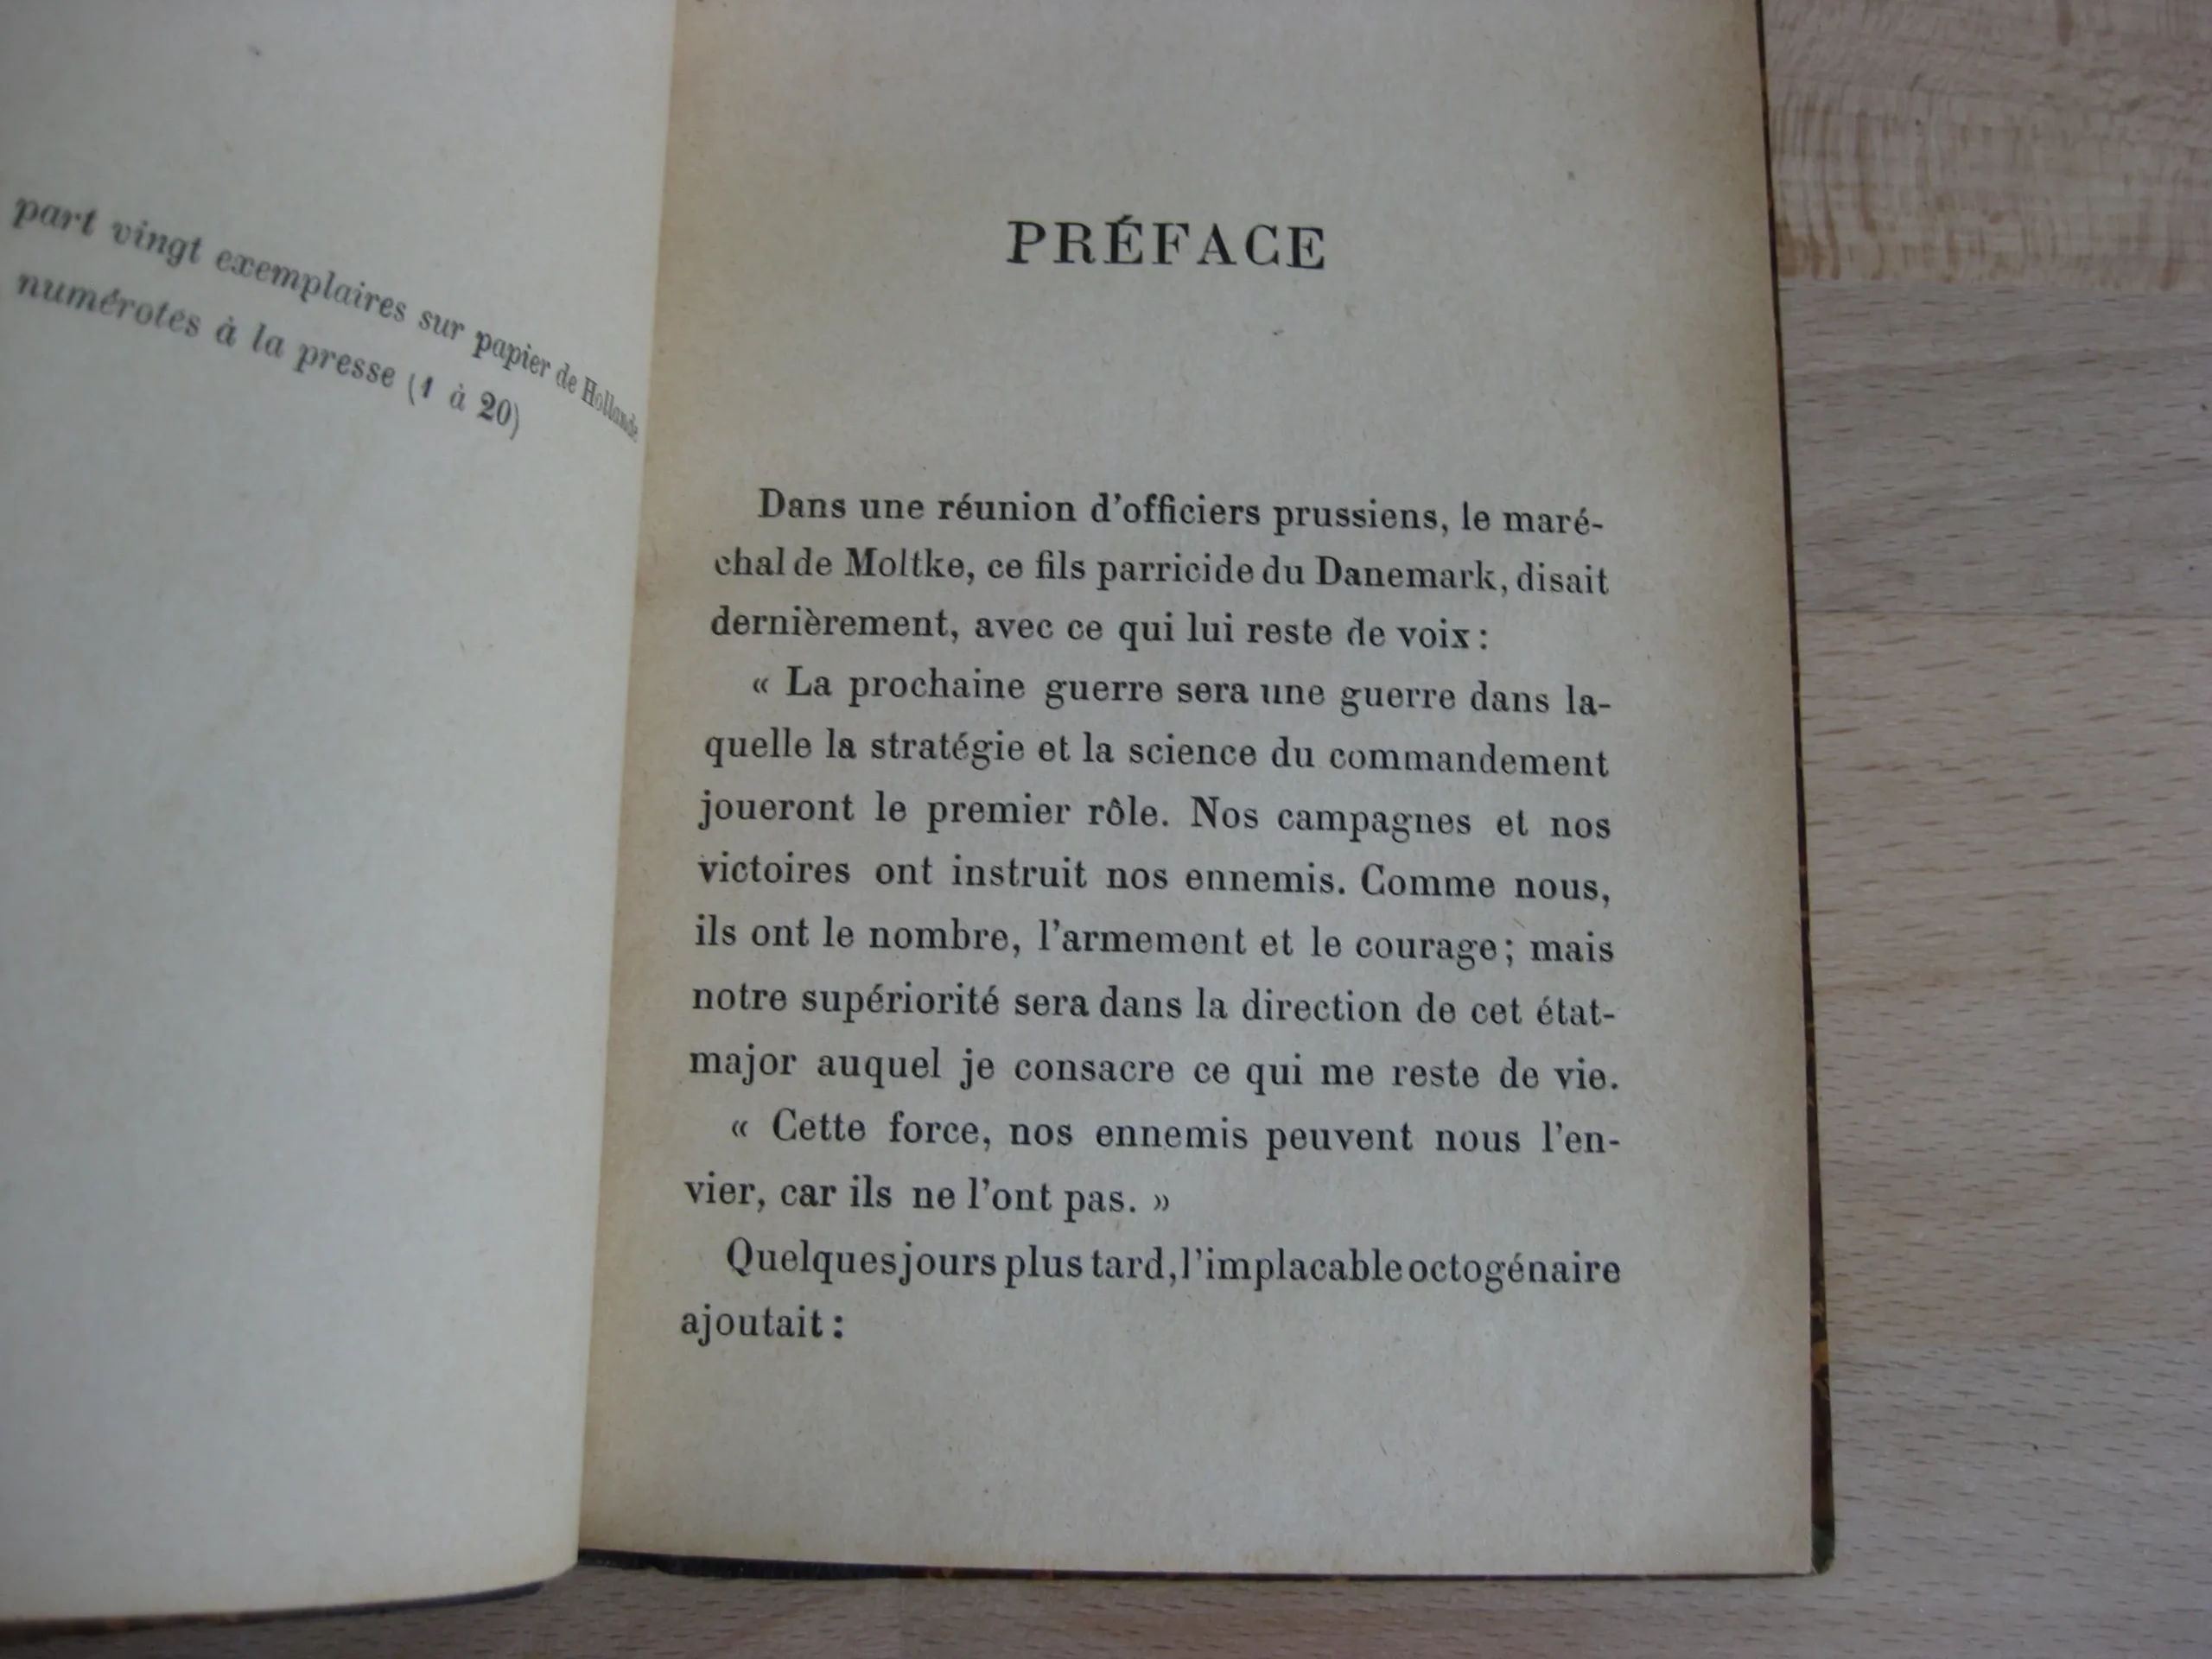 part vingt exemplaires sur papier de Hollande
numérotés à la presse (1 à 20)
PRÉFACE
Dans une réunion d'officiers prussiens, le maré-
chal de Moltke, ce fils parricide du Danemark, disait
dernièrement, avec ce qui lui reste de voix :
« La prochaine guerre sera une guerre dans la-
quelle la stratégie et la science du commandement
joueront le premier rôle. Nos campagnes et nos
victoires ont instruit nos ennemis. Comme nous,
ils ont le nombre, l'armement et le courage; mais
notre supériorité sera dans la direction de cet état-
major auquel je consacre ce qui me reste de vie.
« Cette force, nos ennemis peuvent nous l'en-
vier, car ils ne l'ont pas. »
Quelques jours plus tard, l'implacable octogénaire
ajoutait :